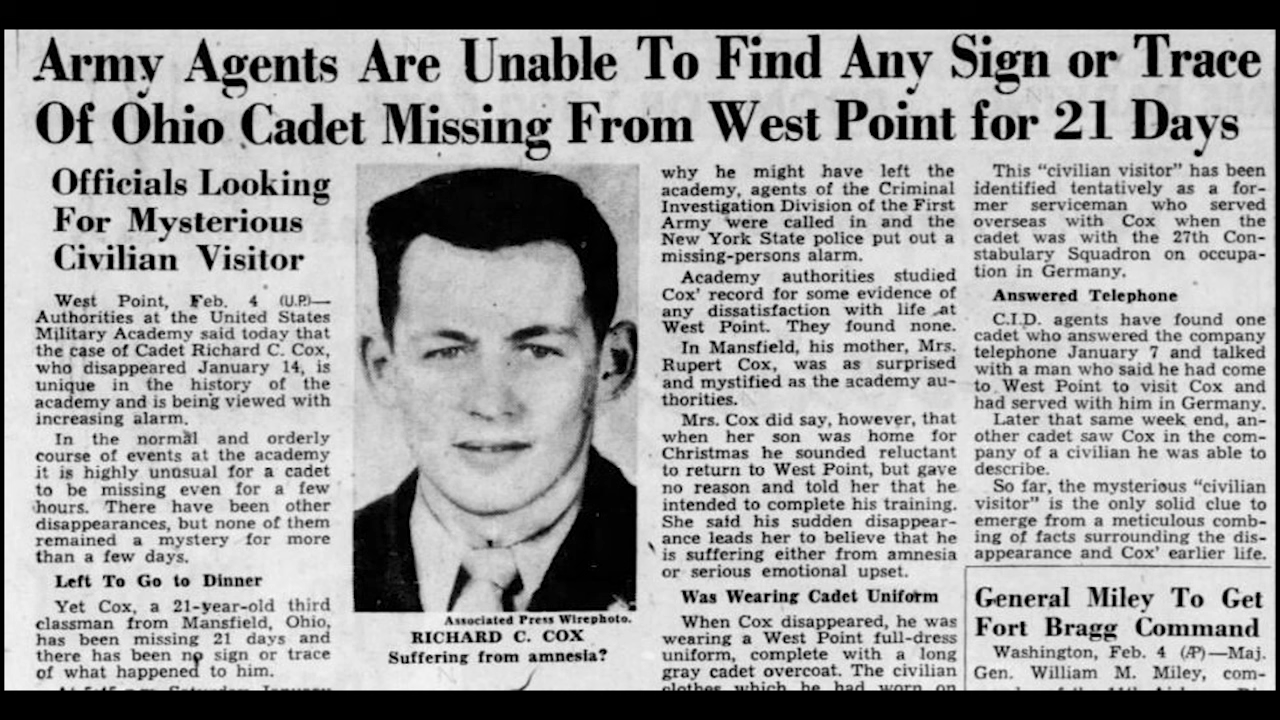 Army Agents Are Unable To Find Any Sign or Trace
Of Ohio Cadet Missing From West Point for 21 Days
Officials Looking
For Mysterious
Civilian Visitor
West Point, Feb. 4 (U.P.)—
Authorities at the United States
Military Academy said today that
the case of Cadet Richard C. Cox,
who disappeared January 14, is
unique in the history of the
academy and is being viewed with
increasing alarm.
In the normal and orderly
course of events at the academy
it is highly unusual for a cadet
to be missing even for a few
hours. There have been other
disappearances, but none of them
remained a mystery for more
than a few days.
Left To Go to Dinner
Yet Cox, a 21-year-old third
classman from Mansfield, Ohio,
has been missing 21 days and
there has been no sign or trace
of what happened to him.
At 5:45 p.m. Saturday, January
Associated Press Wirephoto.
RICHARD C. COX
Suffering from amnesia?
why he might have left the
academy, agents of the Criminal
Investigation Division of the First
Army were called in and the
New York State police put out a
missing-persons alarm.
Academy authorities studied
Cox' record for some evidence of
any dissatisfaction with life at
West Point. They found none.
In Mansfield, his mother, Mrs.
Rupert Cox, was as surprised
and mystified as the academy au-
thorities.
Mrs. Cox did say, however, that
when her son was home for
Christmas he sounded reluctant
to return to West Point, but gave
no reason and told her that he
intended to complete his training.
She said his sudden disappear-
ance leads her to believe that he
is suffering either from amnesia
or serious emotional upset.
Was Wearing Cadet Uniform
When Cox disappeared, he was
wearing a West Point full-dress
uniform, complete with a long
gray cadet overcoat. The civilian
clothes which he had worn on
This "civilian visitor" has been
identified tentatively as a for-
mer serviceman who served
overseas with Cox when the
cadet was with the 27th Con-
stabulary Squadron on occupa-
tion in Germany.
Answered Telephone
C.I.D. agents have found one
cadet who answered the company
telephone January 7 and talked
with a man who said he had come
to West Point to visit Cox and
had served with him in Germany.
Later that same week end, an-
other cadet saw Cox in the com-
pany of a civilian he was able to
describe.
So far, the mysterious "civilian
visitor" is the only solid clue to
emerge from a meticulous comb-
ing of facts surrounding the dis-
appearance and Cox' earlier life.
General Miley To Get
Fort Bragg Command
Washington, Feb. 4 (AP)—Maj.
Gen. William M. Miley, com-